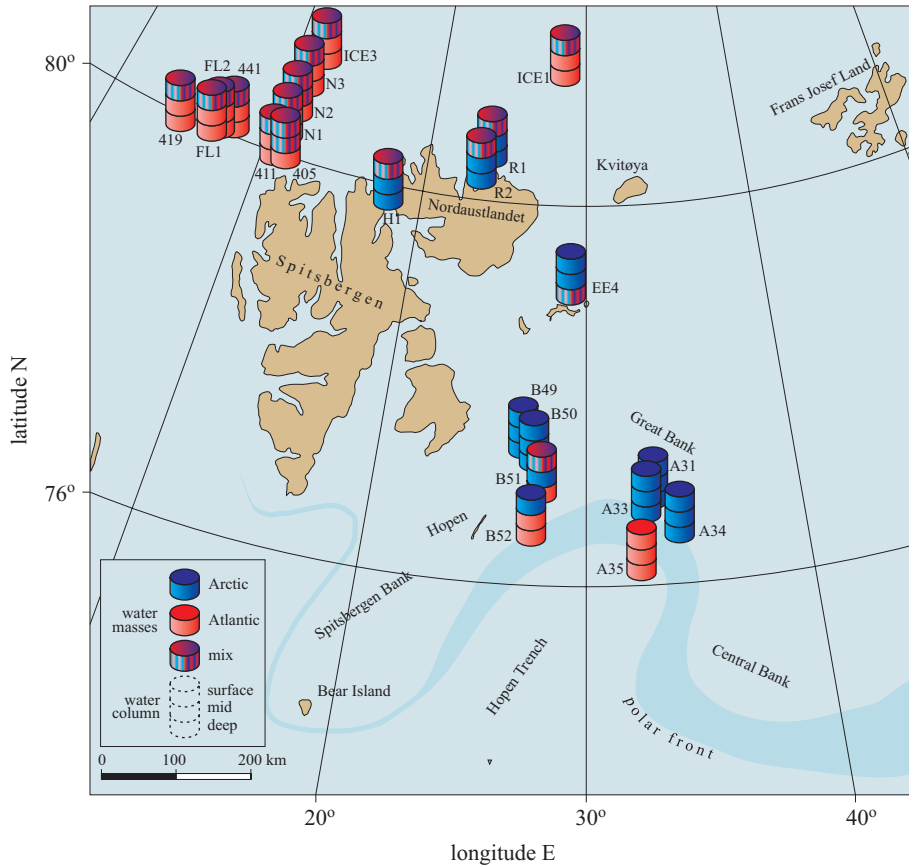 80º
76º
latitude N
ICE3
ICE1
FL2
441
N3
N2
N1
419
FL1
411
405
R1
R2
H1
Frans Josef Land
Kvitøya
Nordaustlandet
Spitsbergen
EE4
B49
B50
B51
B52
Great Bank
A31
A33
A34
A35
Hopen
Spitsbergen Bank
Hopen Trench
Central Bank
Bear Island
polar front
water
masses
Arctic
Atlantic
mix
water
column
surface
mid
deep
0 100 200 km
20º 30º 40º
longitude E